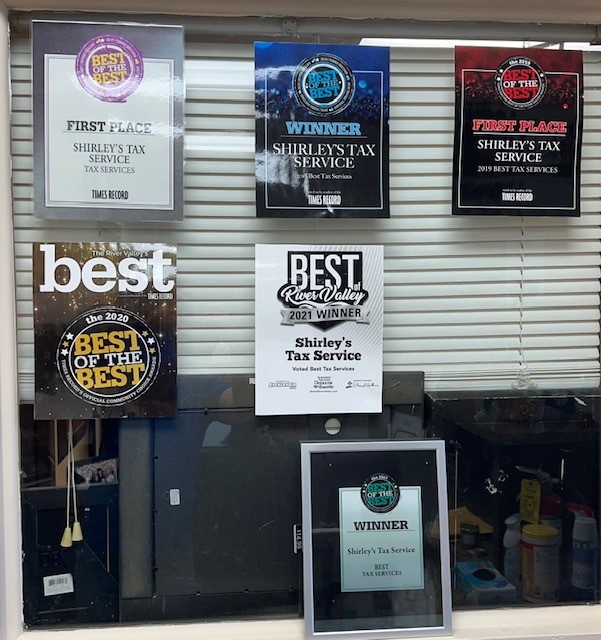 BEST
OF THE
BEST
FIRST PLACE
SHIRLEY'S TAX
SERVICE
TAX SERVICES
TIMES RECORD
BEST
OF THE
BEST
WINNER
SHIRLEY'S TAX
SERVICE
Best Tax Services
TIMES RECORD
BEST
OF THE
BEST
FIRST PLACE
SHIRLEY'S TAX
SERVICE
2019 BEST TAX SERVICES
TIMES RECORD
The River Valley's
best
TIMES RECORD
the 2020
BEST
OF THE
BEST
BEST of
River Valley
2021 WINNER
Shirley's
Tax Service
Voted Best Tax Services
BEST
OF THE
BEST
WINNER
Shirley's Tax Service
BEST
TAX SERVICES